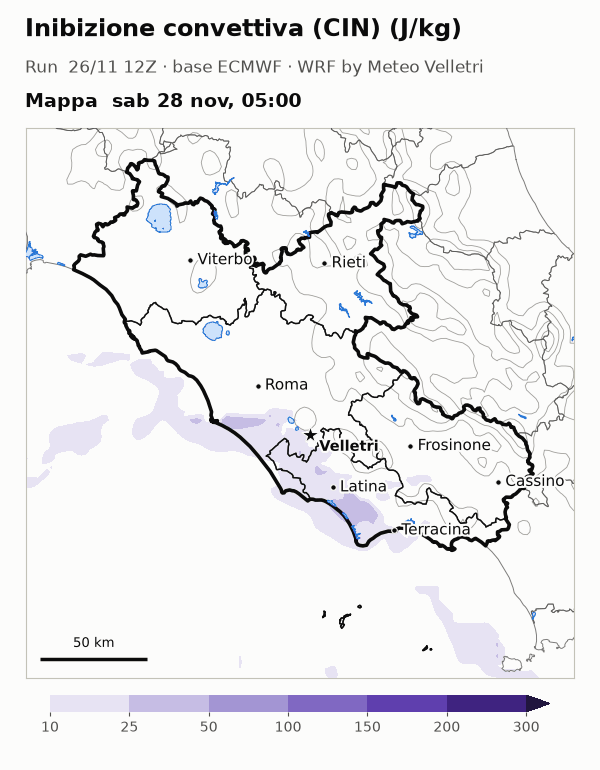 Inibizione convettiva (CIN) (J/kg)
Run  26/11 12Z · base ECMWF · WRF by Meteo Velletri
Mappa  sab 28 nov, 05:00
Viterbo
Rieti
Roma
Velletri
Frosinone
Latina
Cassino
Terracina
50 km
10 25 50 100 150 200 300